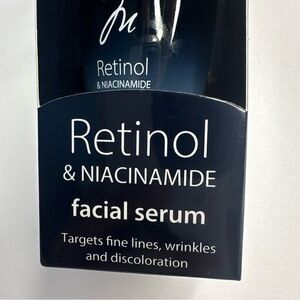 Retinol
& NIACINAMIDE
Retinol
& NIACINAMIDE
facial serum
Targets fine lines, wrinkles
and discoloration